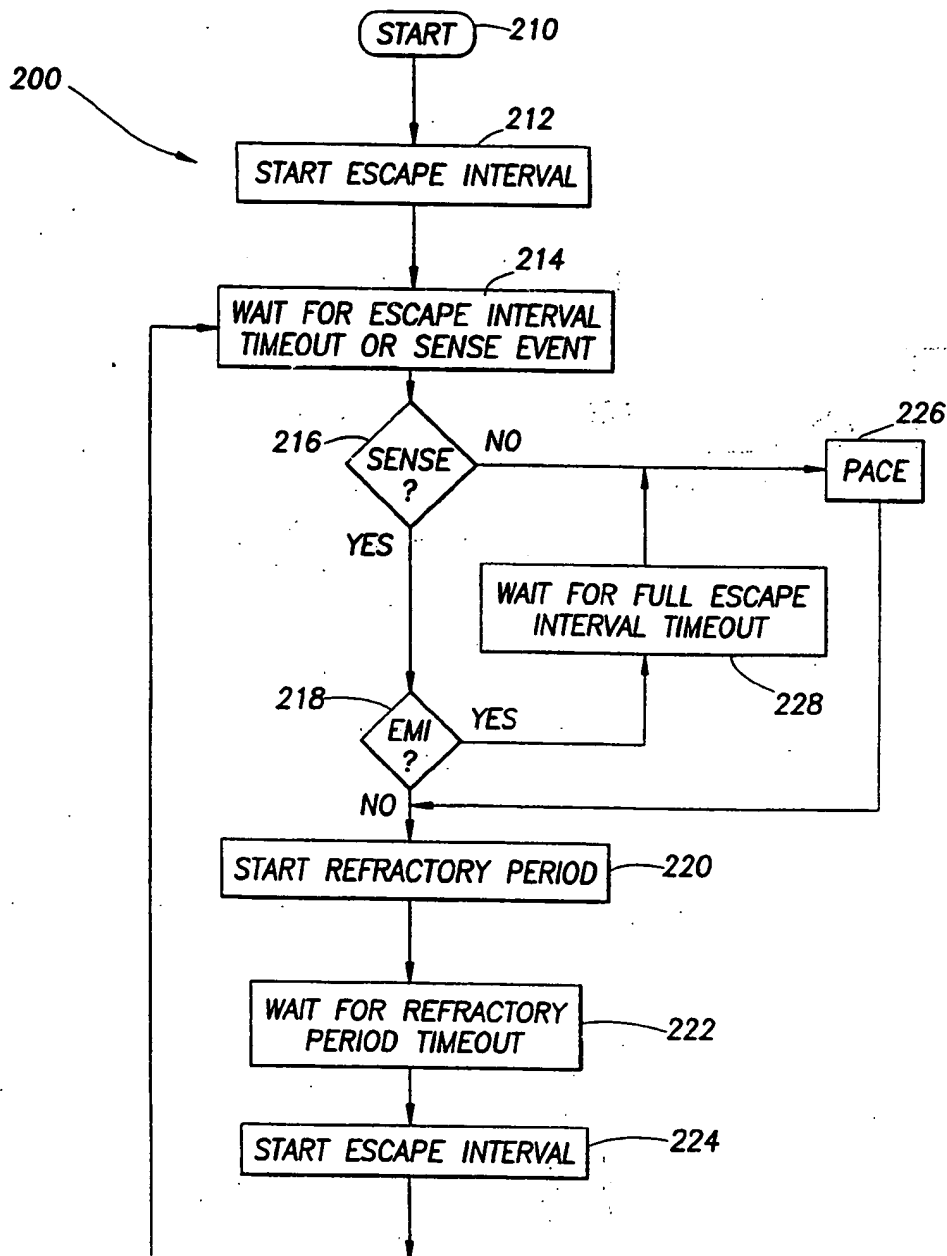 START
210
200
212
START ESCAPE INTERVAL
214
WAIT FOR ESCAPE INTERVAL
TIMEOUT OR SENSE EVENT
216
SENSE
?
NO
226
PACE
YES
WAIT FOR FULL ESCAPE
INTERVAL TIMEOUT
228
218
EMI
?
YES
NO
START REFRACTORY PERIOD
220
WAIT FOR REFRACTORY
PERIOD TIMEOUT
222
START ESCAPE INTERVAL
224